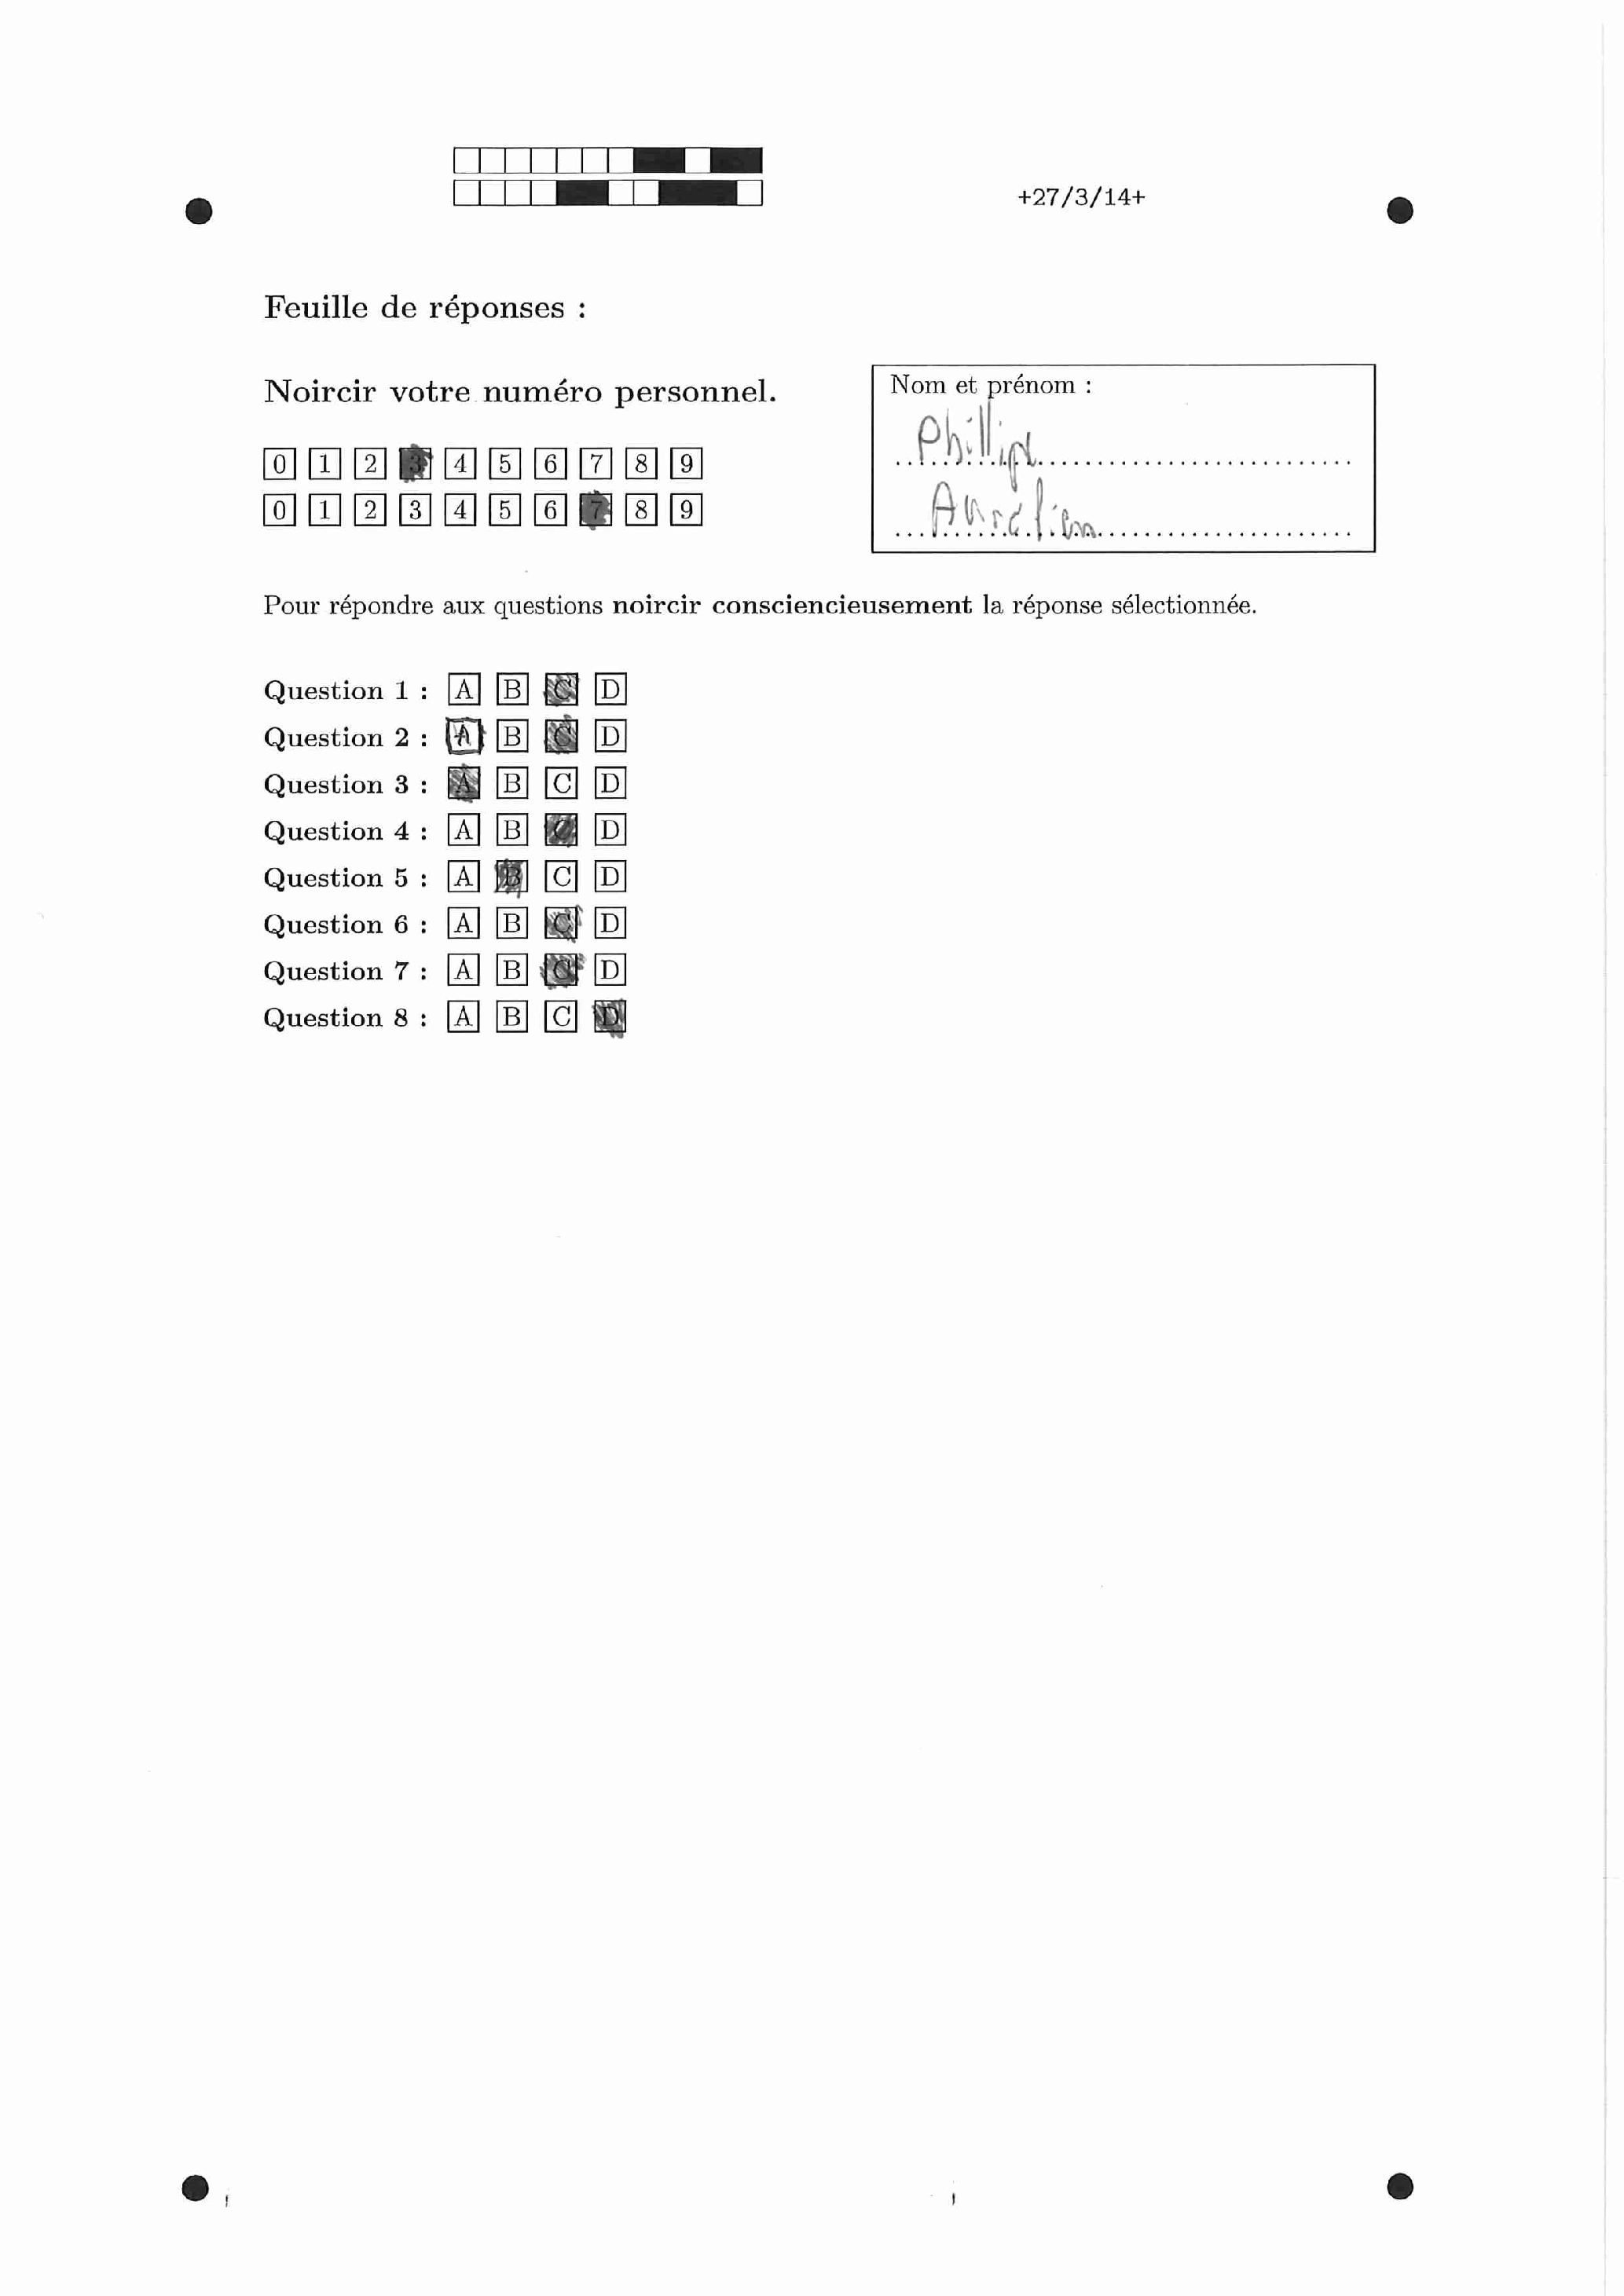 +27/3/14+
Feuille de réponses :
Noircir votre numéro personnel.
Nom et prénom :
Phillipe
Aurélien
0 1 2 3 4 5 6 7 8 9
0 1 2 3 4 5 6 7 8 9
Pour répondre aux questions noircir consciencieusement la réponse sélectionnée.
Question 1 : A B C D
Question 2 : A B C D
Question 3 : A B C D
Question 4 : A B C D
Question 5 : A B C D
Question 6 : A B C D
Question 7 : A B C D
Question 8 : A B C D